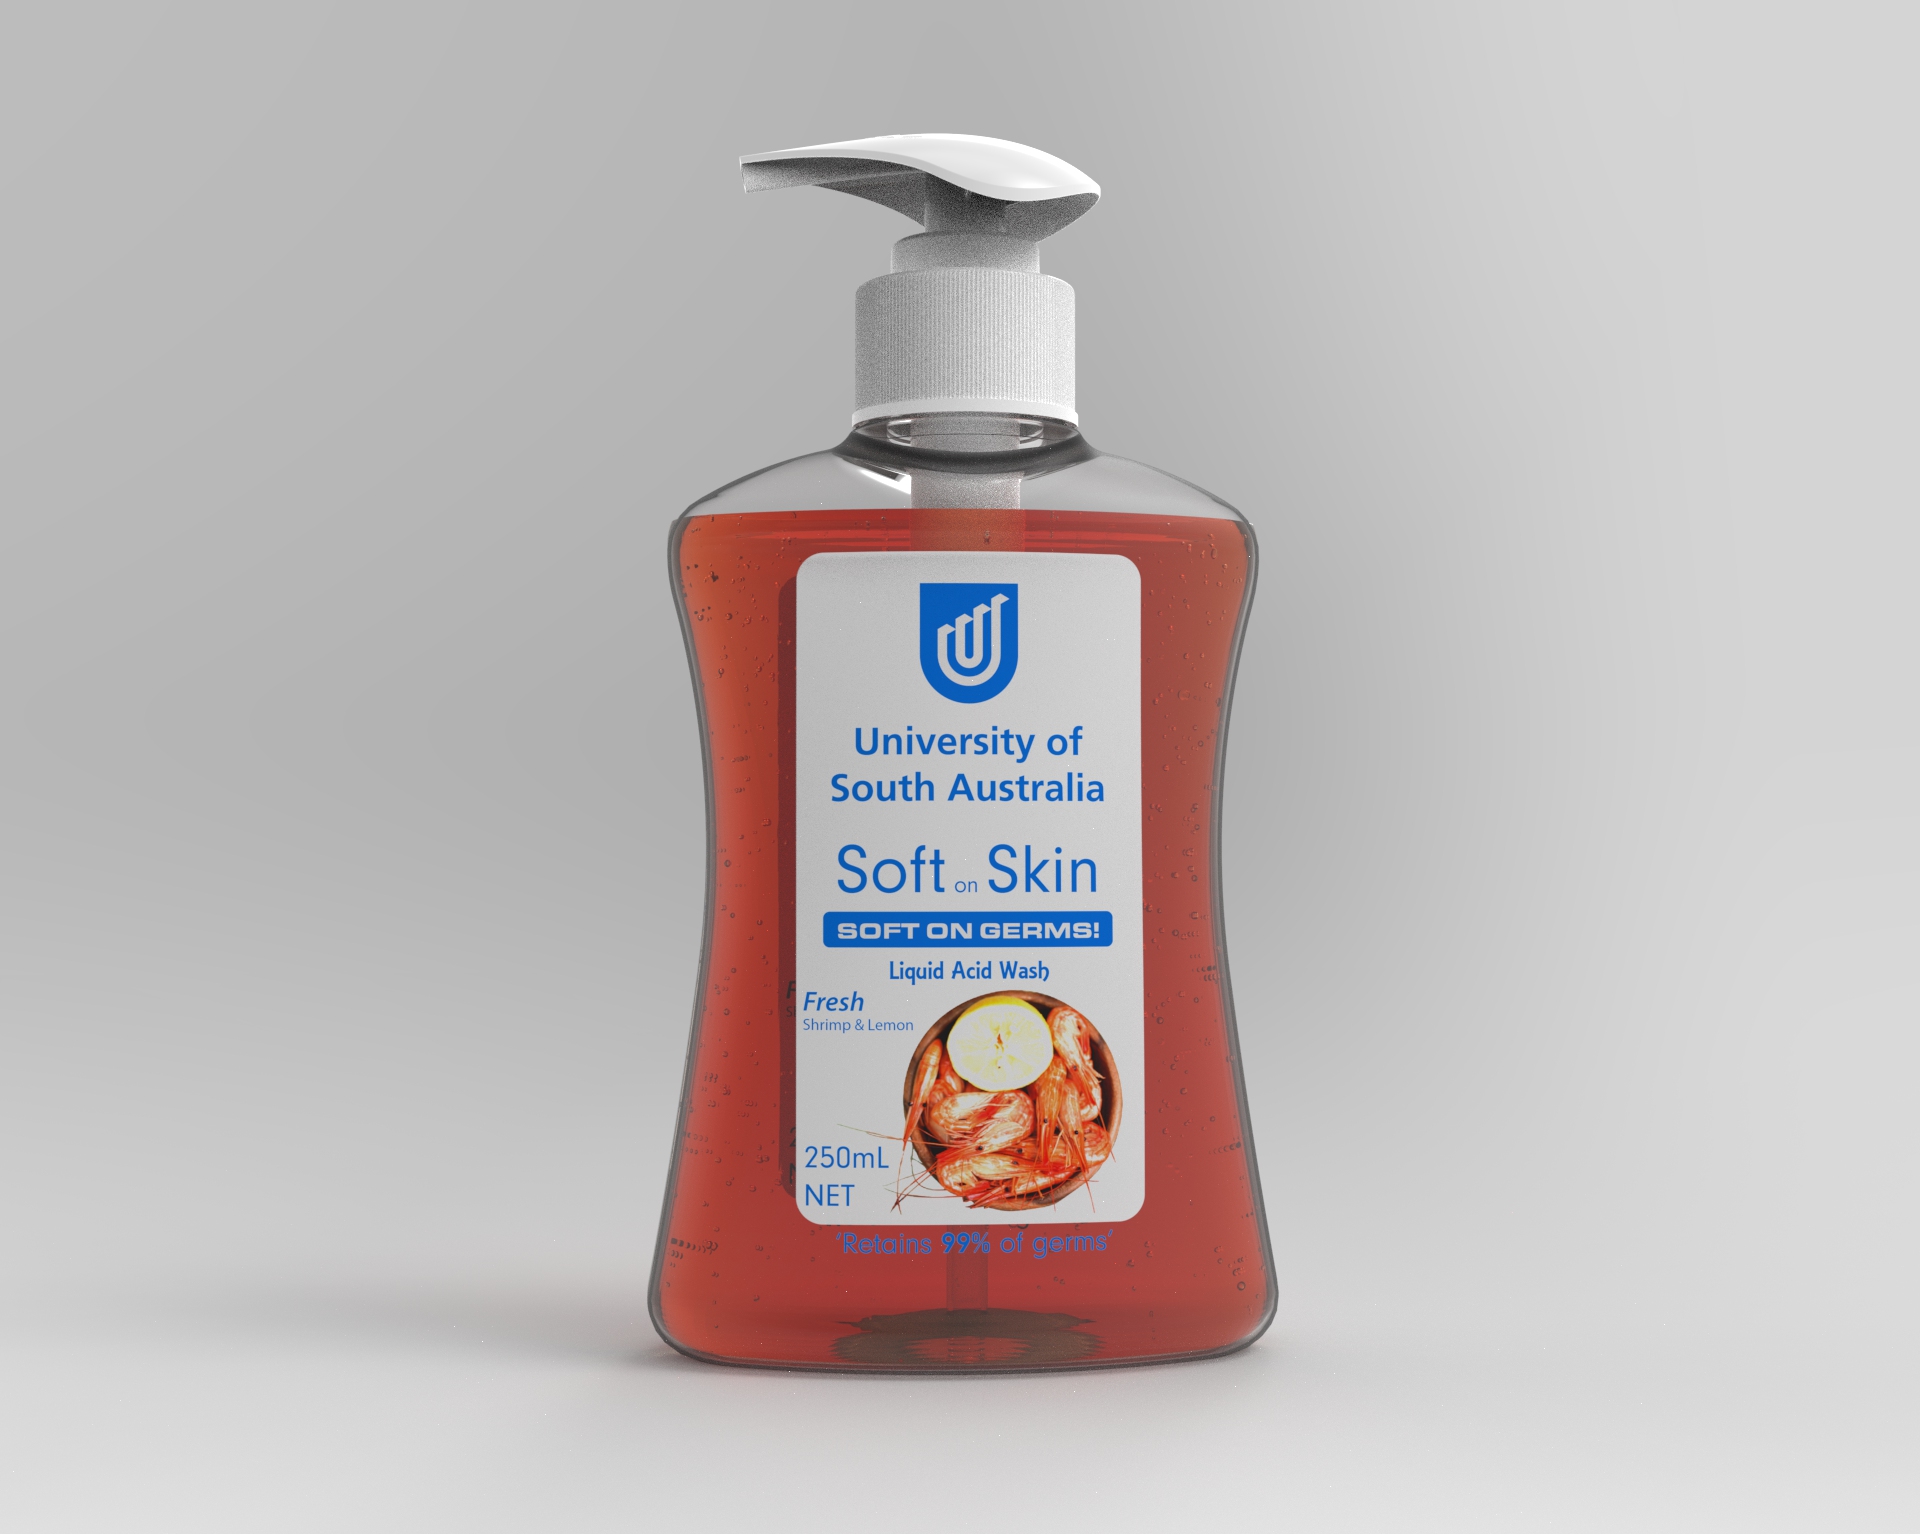 University of
South Australia
Soft on Skin
SOFT ON GERMS!
Liquid Acid Wash
Fresh
Shrimp & Lemon
250mL
NET
'Retains 99% of germs'